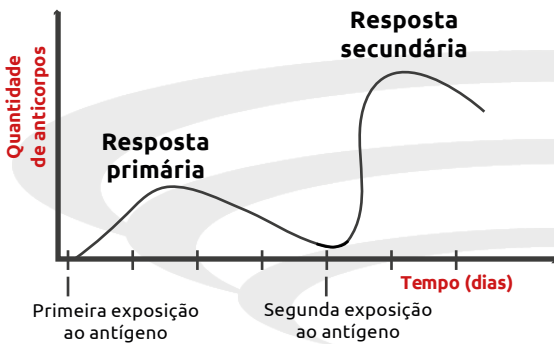 Resposta
secundária
Quantidade
de anticorpos
Resposta
primária
Tempo (dias)
Primeira exposição
ao antígeno
Segunda exposição
ao antígeno